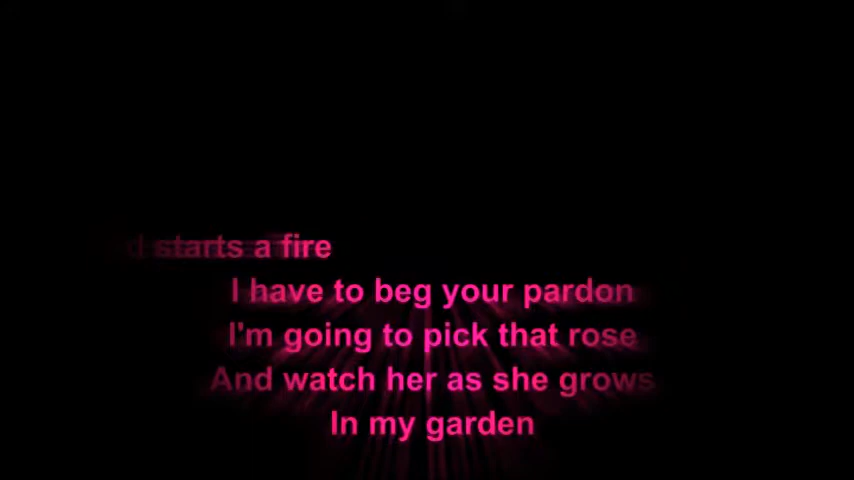 starts a fire
I have to beg your pardon
I'm going to pick that rose
And watch her as she grows
In my garden